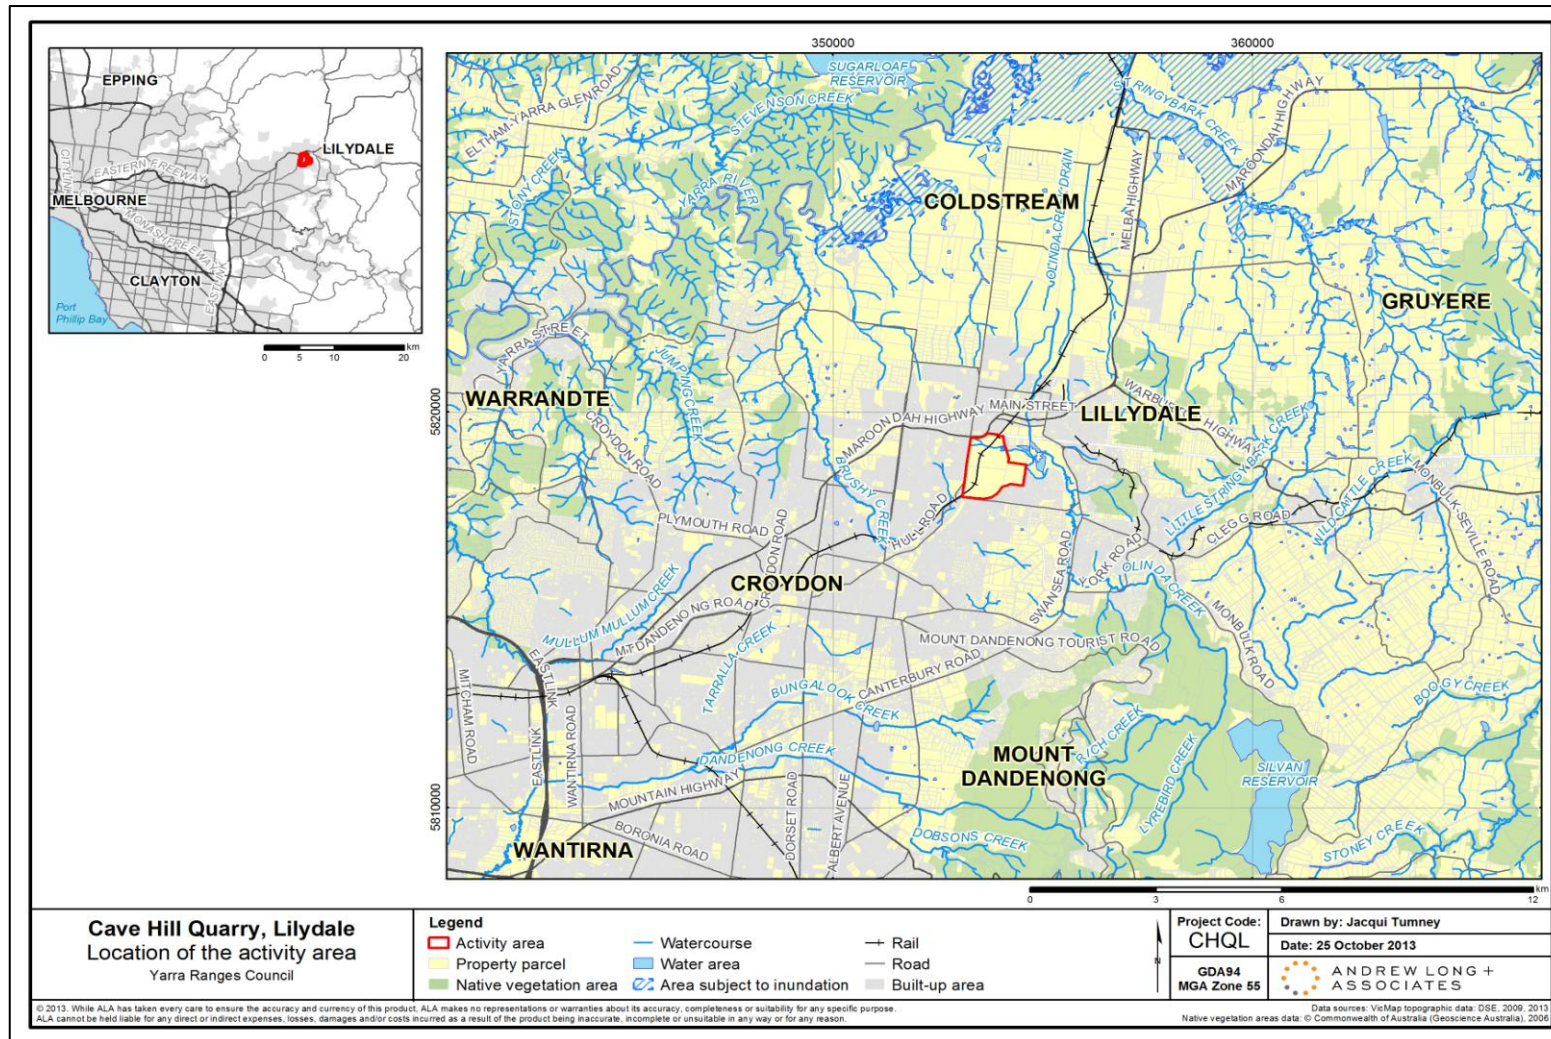 350000
360000
EPPING
LILYDALE
CITYLINK
EASTERN FREEWAY
MELBOURNE
MONASH FREEWAY
EASTLINK
CLAYTON
Port
Phillip Bay
0 5 10 20 km
SUGARLOAF
RESERVOIR
STRINGYBARK CREEK
MAROONDAH HIGHWAY
ELTHAM-YARRA GLEN ROAD
STEVENSON CREEK
STONY CREEK
YARRA RIVER
COLDSTREAM
OLINDA CREEK DRAIN
MELBA HIGHWAY
GRUYERE
YARRA STREET
JUMPING CREEK
WARRANDTE
5820000
CROYDON ROAD
MAROONDAH HIGHWAY
MAIN STREET
LILLYDALE
WARBURTON HIGHWAY
BRUSHY CREEK
LITTLE STRINGY BARK CREEK
WILD CATTLE CREEK
MONBULK-SEVILLE ROAD
PLYMOUTH ROAD
HULL ROAD
CLEGG ROAD
CROYDON ROAD
CROYDON
SWANSEA ROAD
YORK ROAD
OLINDA CREEK
MULLUM MULLUM CREEK
MT DANDENONG ROAD
MOUNT DANDENONG TOURIST ROAD
MONBULK ROAD
EASTLINK
MITCHAM ROAD
WANTIRNA ROAD
TARRALLA CREEK
BUNGALOOK CREEK
CANTERBURY ROAD
BOOGY CREEK
EASTLINK
DANDENONG CREEK
MOUNT
DANDENONG
RICH CREEK
LYREBIRD CREEK
SILVAN
RESERVOIR
5810000
MOUNTAIN HIGHWAY
BORONIA ROAD
DORSET ROAD
ALBERT AVENUE
DOBSONS CREEK
STONEY CREEK
WANTIRNA
0 3 6 12 km
Cave Hill Quarry, Lilydale
Location of the activity area
Yarra Ranges Council
Legend
Activity area
Property parcel
Native vegetation area
Watercourse
Water area
Area subject to inundation
Rail
Road
Built-up area
N
Project Code:
CHQL
GDA94
MGA Zone 55
Drawn by: Jacqui Tumney
Date: 25 October 2013
ANDREW LONG +
ASSOCIATES
© 2013. While ALA has taken every care to ensure the accuracy and currency of this product, ALA makes no representations or warranties about its accuracy, completeness or suitability for any specific purpose.
ALA cannot be held liable for any direct or indirect expenses, losses, damages and/or costs incurred as a result of the product being inaccurate, incomplete or unsuitable in any way or for any reason.
Data sources: VicMap topographic data: DSE, 2009, 2013
Native vegetation areas data: © Commonwealth of Australia (Geoscience Australia), 2006